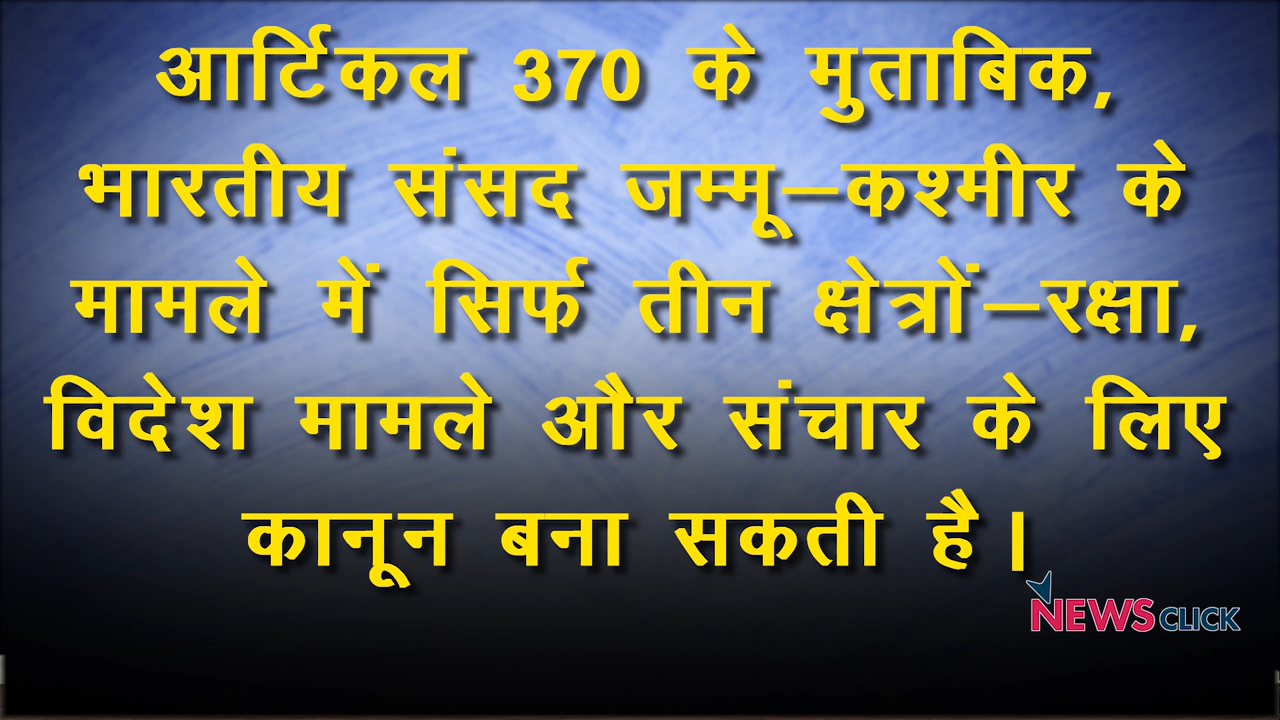 आर्टिकल 370 के मुताबिक,
भारतीय संसद जम्मू–कश्मीर के
मामले में सिर्फ तीन क्षेत्रों–रक्षा,
विदेश मामले और संचार के लिए
कानून बना सकती है।
NEWSCLICK